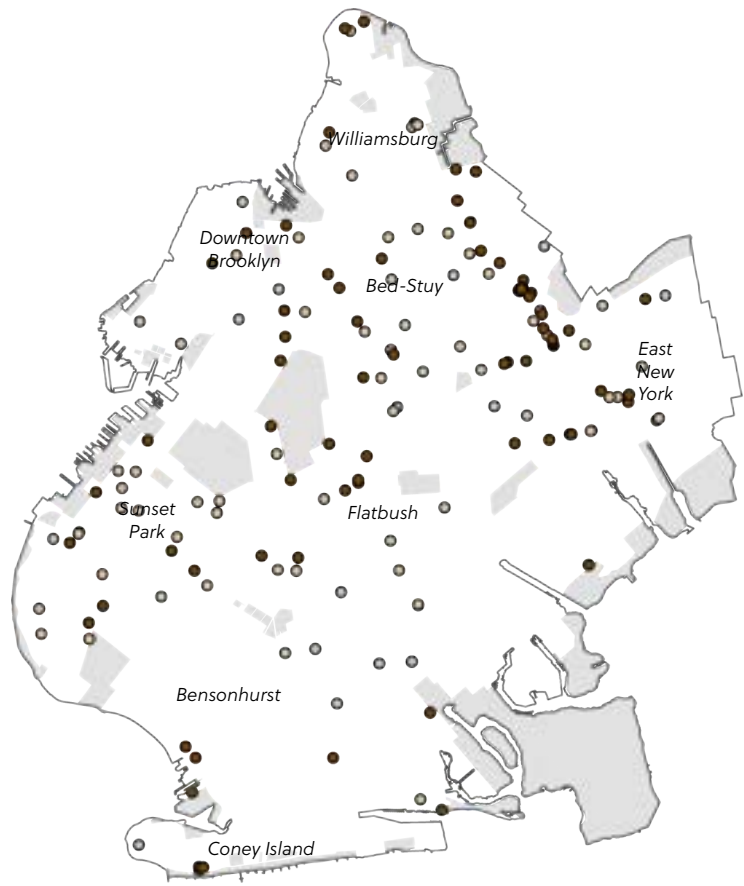 Williamsburg
Downtown
Brooklyn
Bed-Stuy
East
New
York
Sunset
Park
Flatbush
Bensonhurst
Coney Island